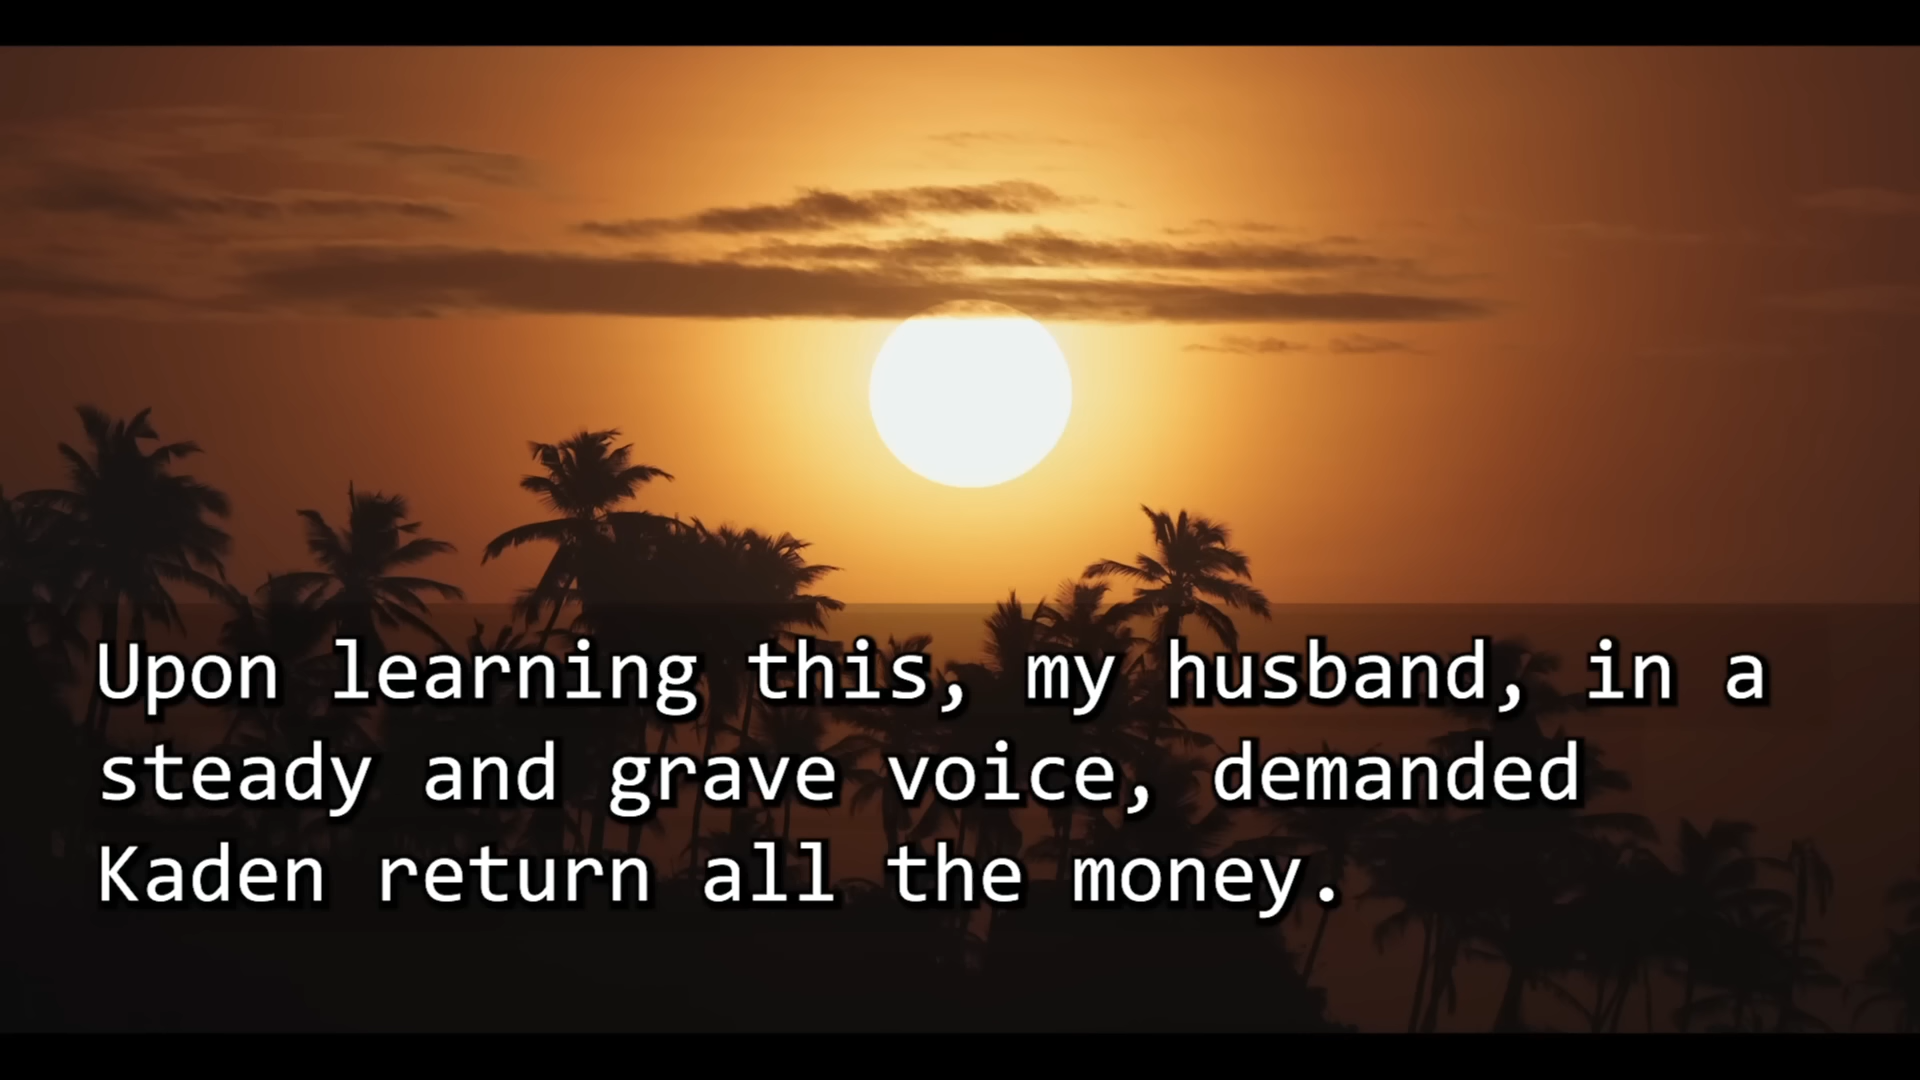 Upon learning this, my husband, in a
steady and grave voice, demanded
Kaden return all the money.